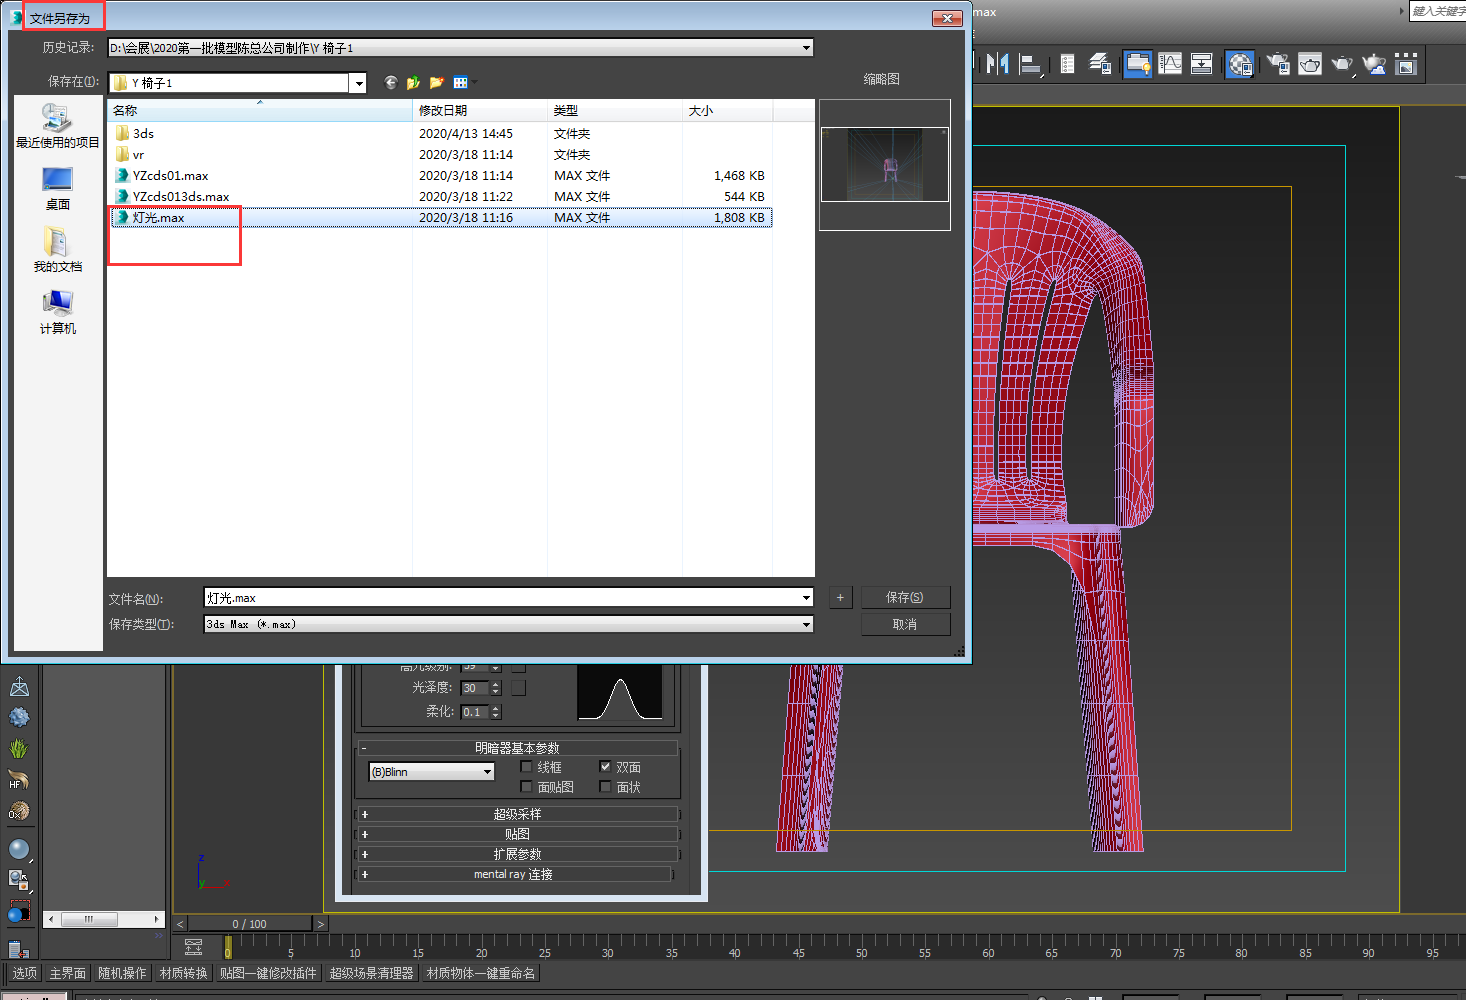 文件另存为
max
键入关键字
历史记录:
D:\会展\2020第一批模型陈总公司制作\Y 椅子1
保存在(I):
Y 椅子1
缩略图
名称 修改日期 类型 大小
3ds 2020/4/13 14:45 文件夹
vr 2020/3/18 11:14 文件夹
YZcds01.max 2020/3/18 11:14 MAX 文件 1,468 KB
YZcds013ds.max 2020/3/18 11:22 MAX 文件 544 KB
灯光.max 2020/3/18 11:16 MAX 文件 1,808 KB
最近使用的项目
桌面
我的文档
计算机
文件名(N):
灯光.max
+
保存(S)
保存类型(T):
3ds Max (*.max)
取消
光泽度: 30
柔化: 0.1
- 明暗器基本参数
(B)Blinn
线框
双面
面贴图
面状
+ 超级采样
+ 贴图
+ 扩展参数
+ mental ray 连接
HF
OX
z
y
x
< 0 / 100 >
0 5 10 15 20 25 30 35 40 45 50 55 60 65 70 75 80 85 90 95
选项 主界面 随机操作 材质转换 贴图一键修改插件 超级场景清理器 材质物体一键重命名